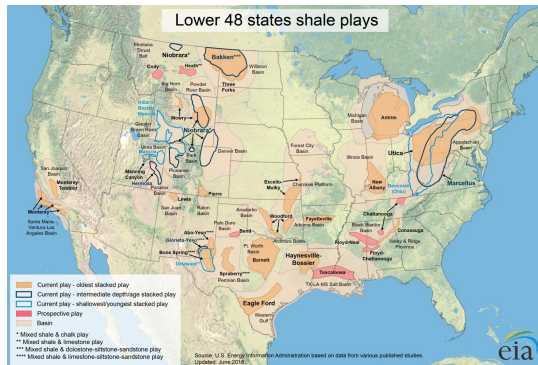 Lower 48 states shale plays
Montana
Thrust
Belt
Niobrara*
Heath**
Cody
Bakken***
Williston
Basin
Three
Forks
Big Horn
Basin
Powder
River Basin
Hilliard
Baxter
Mancos
Mowry
Greater
Green River
Basin
Niobrara*
Park
Basin
Denver Basin
Uinta Basin
Mancos
Piceance
Basin
Manning
Canyon
Hermosa
Paradox
Basin
San Joaquin
Basin
Monterey-
Temblor
Monterey
Santa Maria
Ventura-Los
Angeles Basin
Lewis
San Juan
Basin
Pierre
Raton
Basin
Palo Duro
Basin
Anadarko
Basin
Abo-Yeso****
Glorieta-Yeso****
Bone Spring****
Delaware
Bend
Ft. Worth
Basin
Barnett
Spraberry****
Permian Basin
Eagle Ford
Western
Gulf
Forest City
Basin
Excello-
Mulky
Cherokee Platform
Woodford
Fayetteville
Arkoma Basin
Ardmore Basin
Haynesville-
Bossier
Tuscaloosa
TX-LA-MS Salt Basin
Michigan
Basin
Antrim
Illinois Basin
New
Albany
Utica
Appalachian
Basin
Marcellus
Devonian
(Ohio)
Chattanooga
Black Warrior
Basin
Conasauga
Valley & Ridge
Province
Floyd-Neal
Floyd-
Chattanooga
Current play - oldest stacked play
Current play - intermediate depth/age stacked play
Current play - shallowest/youngest stacked play
Prospective play
Basin
* Mixed shale & chalk play
** Mixed shale & limestone play
*** Mixed shale & dolostone-siltstone-sandstone play
**** Mixed shale & limestone-siltstone-sandstone play
Source: U.S. Energy Information Administration based on data from various published studies.
Updated: June 2016
eia